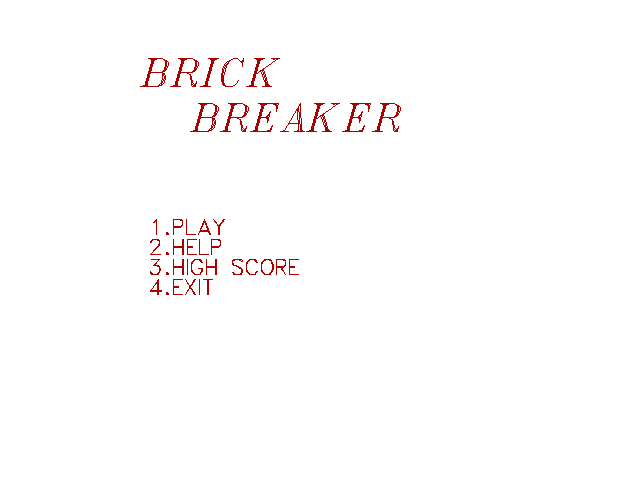 BRICK
BREAKER
1.PLAY
2.HELP
3.HIGH SCORE
4.EXIT